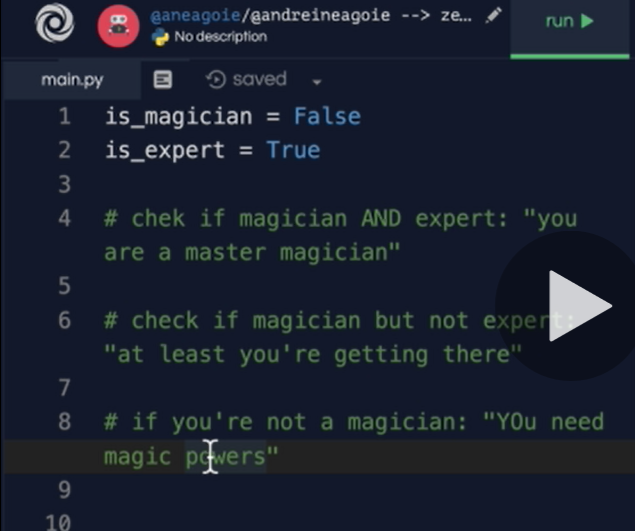 @aneagoie/@andreineagoie --> ze...
run
No description
main.py
saved
1 is_magician = False
2 is_expert = True
3
4 # chek if magician AND expert: "you
are a master magician"
5
6 # check if magician but not expert:
"at least you're getting there"
7
8 # if you're not a magician: "YOu need
magic powers"
9
10